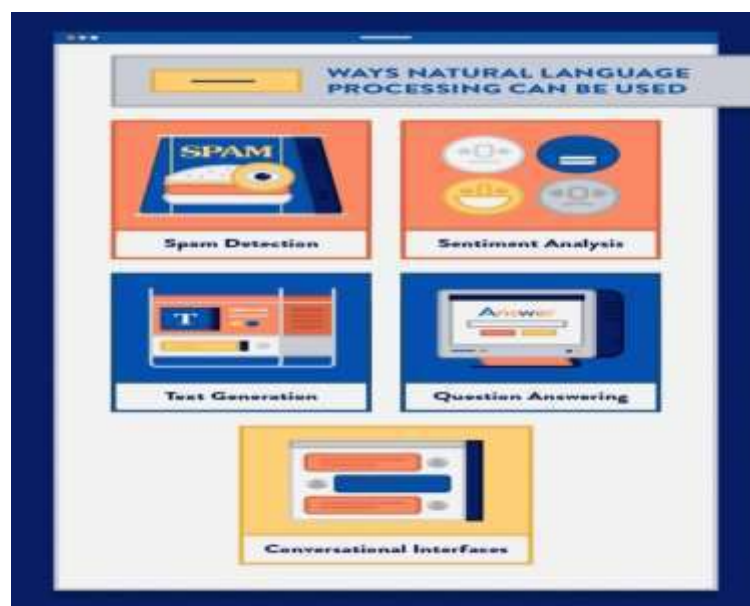 WAYS NATURAL LANGUAGE
PROCESSING CAN BE USED
SPAM
Spam Detection
Sentiment Analysis
T
Text Generation
Answer
Question Answering
Conversational Interfaces